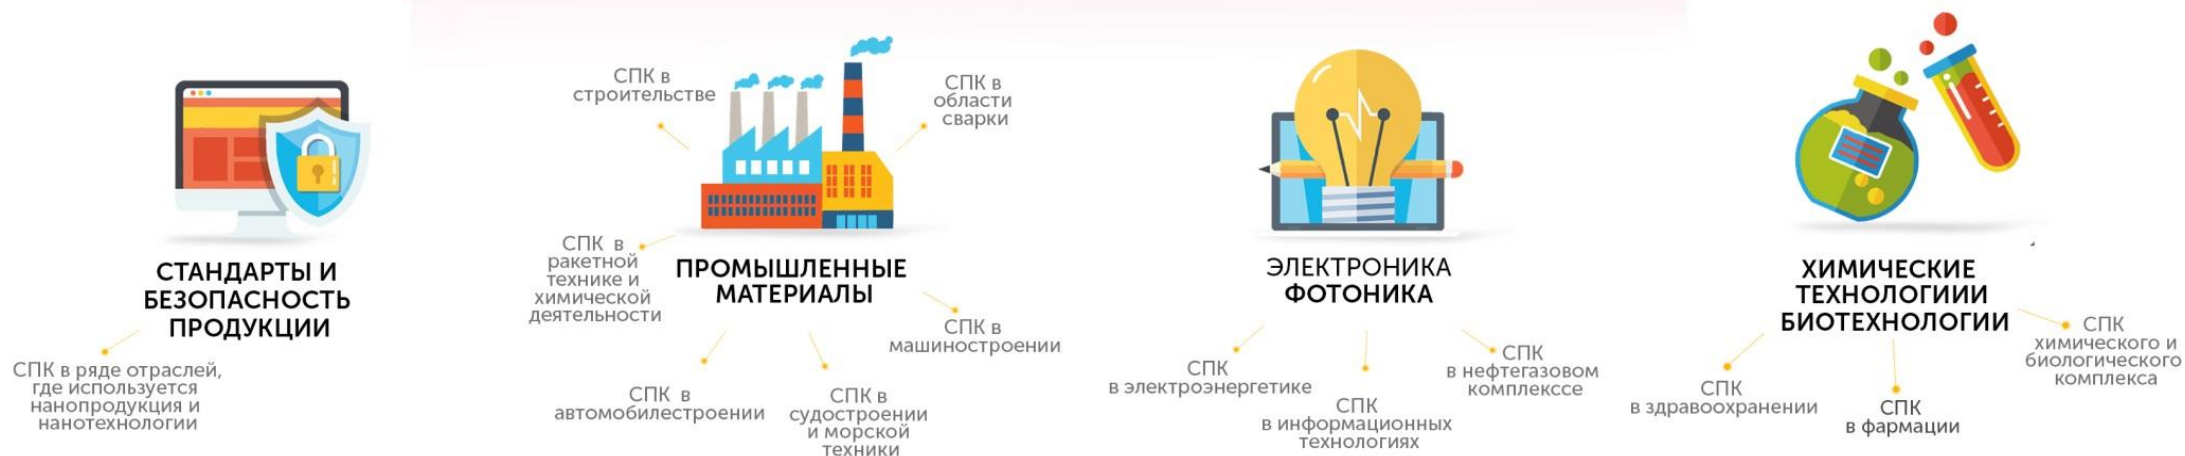 СТАНДАРТЫ И
БЕЗОПАСНОСТЬ
ПРОДУКЦИИ
СПК в ряде отраслей,
где используется
нанопродукция и
нанотехнологии
СПК в
строительстве
СПК в
области
сварки
СПК в
ракетной
технике и
химической
деятельности
ПРОМЫШЛЕННЫЕ
МАТЕРИАЛЫ
СПК в
машиностроении
СПК в
автомобилестроении
СПК в
судостроении
и морской
техники
ЭЛЕКТРОНИКА
ФОТОНИКА
СПК
в электроэнергетике
СПК
в информационных
технологиях
СПК
в нефтегазовом
комплекссе
ХИМИЧЕСКИЕ
ТЕХНОЛОГИИИ
БИОТЕХНОЛОГИИ
СПК
в здравоохранении
СПК
в фармации
СПК
химического и
биологического
комплекса